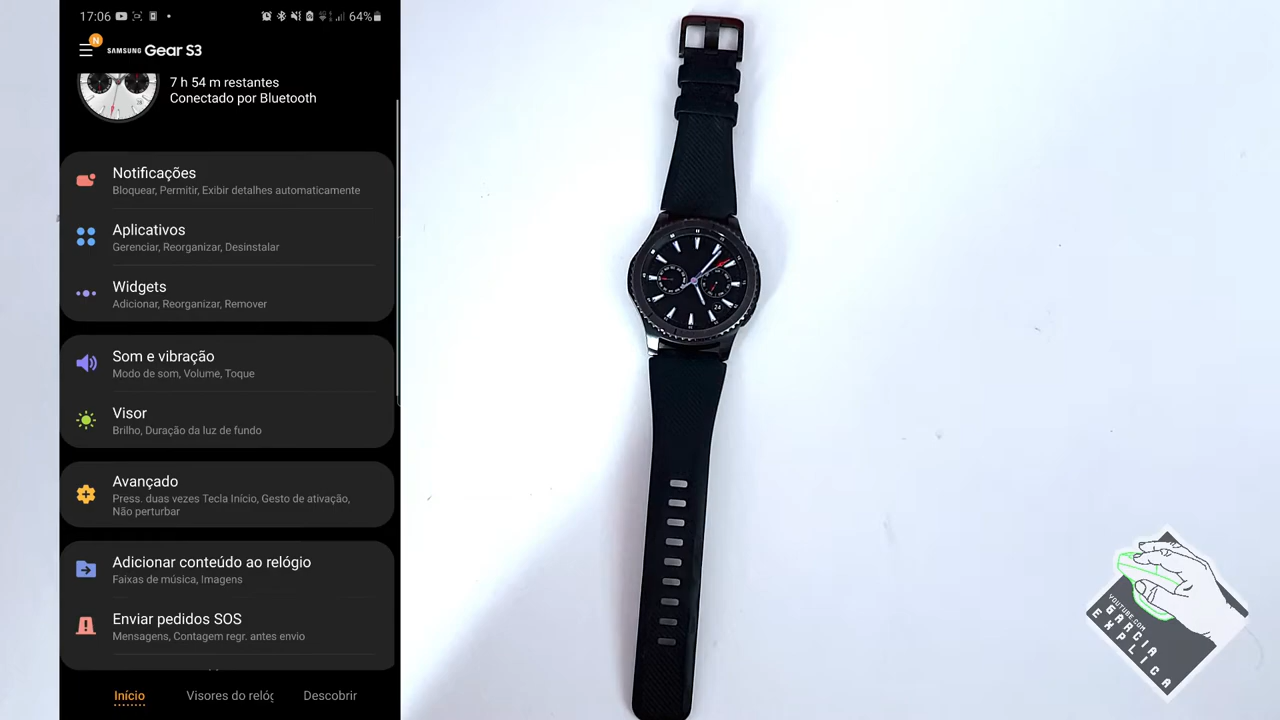 17:06
64%
N
SAMSUNG Gear S3
7 h 54 m restantes
Conectado por Bluetooth
Notificações
Bloquear, Permitir, Exibir detalhes automaticamente
Aplicativos
Gerenciar, Reorganizar, Desinstalar
Widgets
Adicionar, Reorganizar, Remover
Som e vibração
Modo de som, Volume, Toque
Visor
Brilho, Duração da luz de fundo
Avançado
Press. duas vezes Tecla Início, Gesto de ativação,
Não perturbar
Adicionar conteúdo ao relógio
Faixas de música, Imagens
Enviar pedidos SOS
Mensagens, Contagem regr. antes envio
Início
Visores do relóg
Descobrir
24
YOUTUBE.COM
GARCIA
EXPLICA